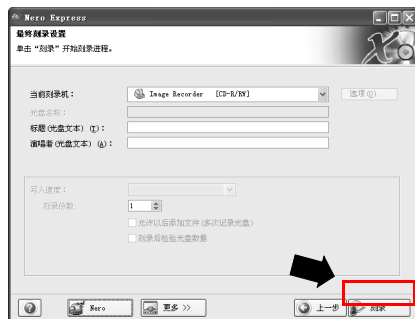 Nero Express
最终刻录设置
单击“刻录”开始刻录进程。
当前刻录机： Image Recorder [CD-R/RW] 选项(O)...
光盘名称：
标题(光盘文本) (T)：
演唱者(光盘文本) (A)：
写入速度：
刻录份数： 1
允许以后添加文件(多次记录光盘)
刻录后检验光盘数据
Nero 更多 >> 上一步 刻录